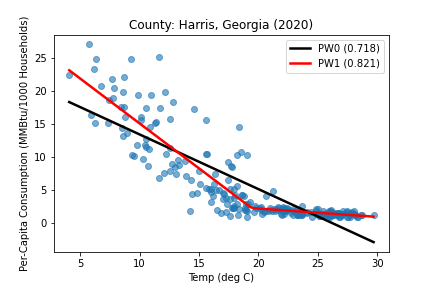 County: Harris, Georgia (2020)
Per-Capita Consumption (MMBtu/1000 Households)
25
20
15
10
5
0
PW0 (0.718)
PW1 (0.821)
5 10 15 20 25 30
Temp (deg C)